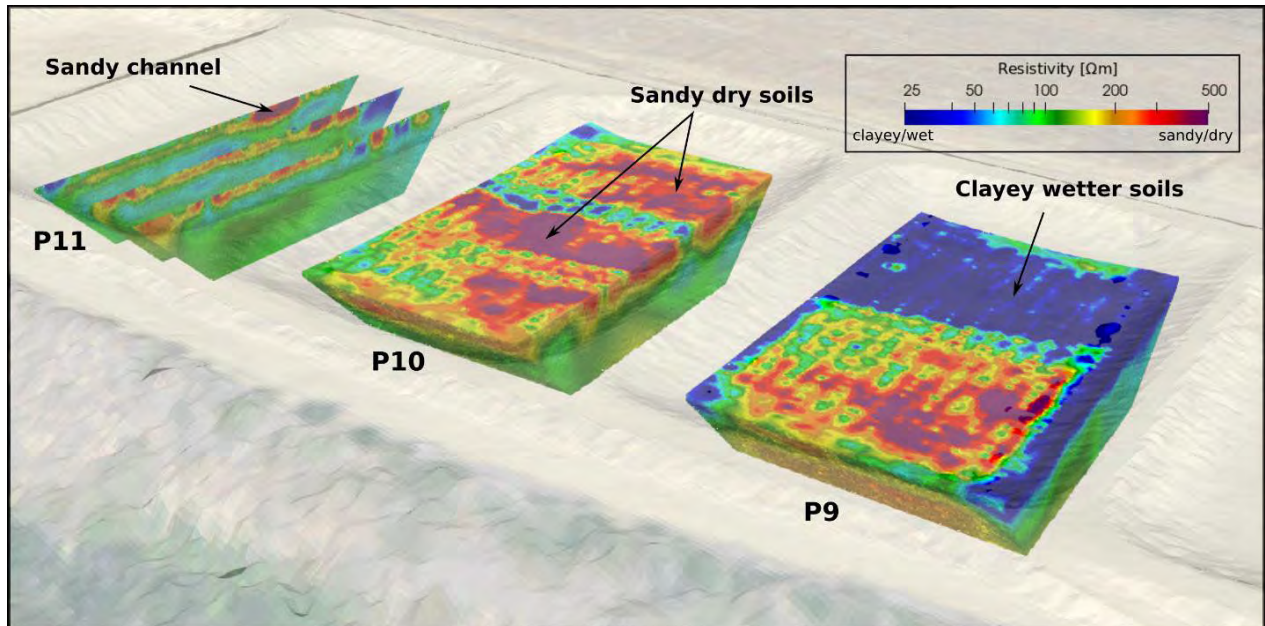 Sandy channel
Sandy dry soils
Resistivity [Ωm]
25 50 100 200 500
clayey/wet sandy/dry
Clayey wetter soils
P11
P10
P9